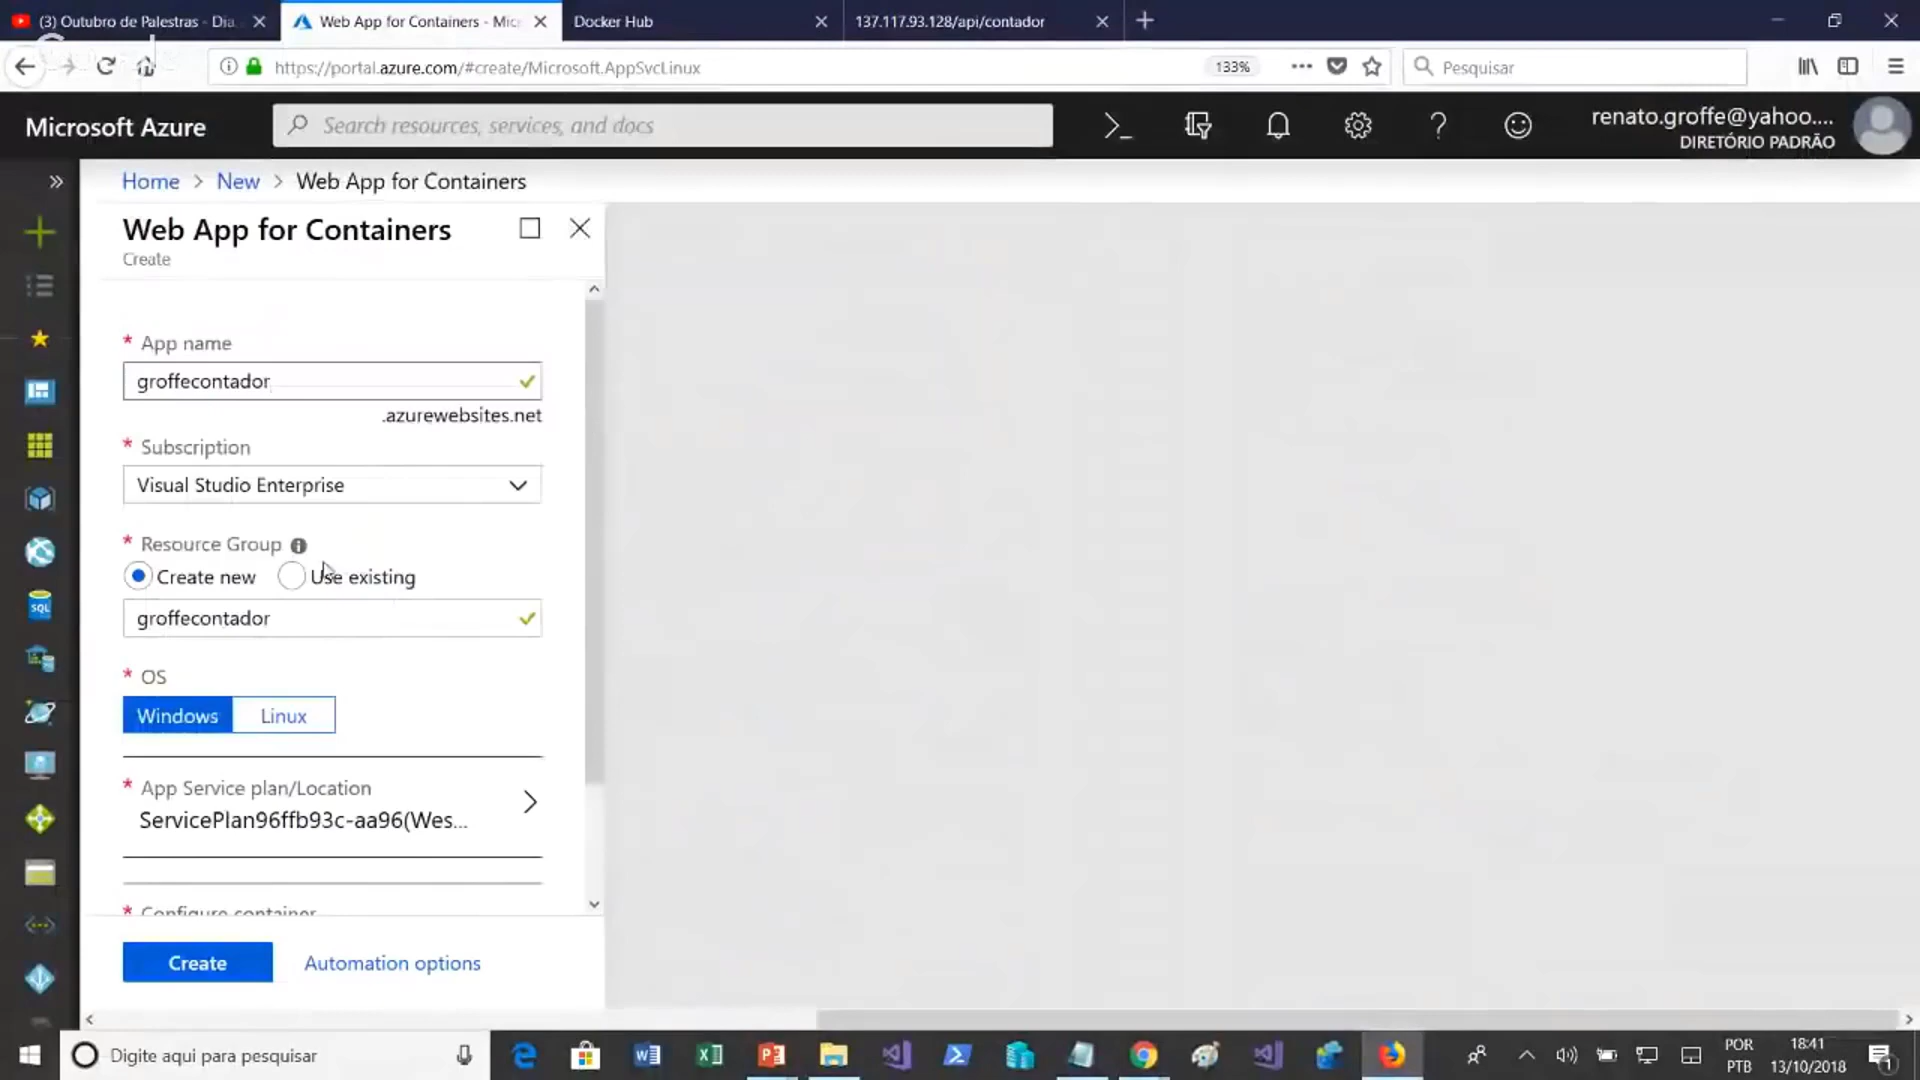 (3) Outubro de Palestras - Dia
Web App for Containers - Mic
Docker Hub
137.117.93.128/api/contador
https://portal.azure.com/#create/Microsoft.AppSvcLinux
133%
Pesquisar
Microsoft Azure
Search resources, services, and docs
renato.groffe@yahoo....
DIRETÓRIO PADRÃO
Home > New > Web App for Containers
Web App for Containers
Create
* App name
groffecontador
.azurewebsites.net
* Subscription
Visual Studio Enterprise
* Resource Group
Create new
Use existing
groffecontador
* OS
Windows
Linux
* App Service plan/Location
ServicePlan96ffb93c-aa96(Wes...
* Configure container
Create
Automation options
SQL
Digite aqui para pesquisar
POR
PTB
18:41
13/10/2018
1